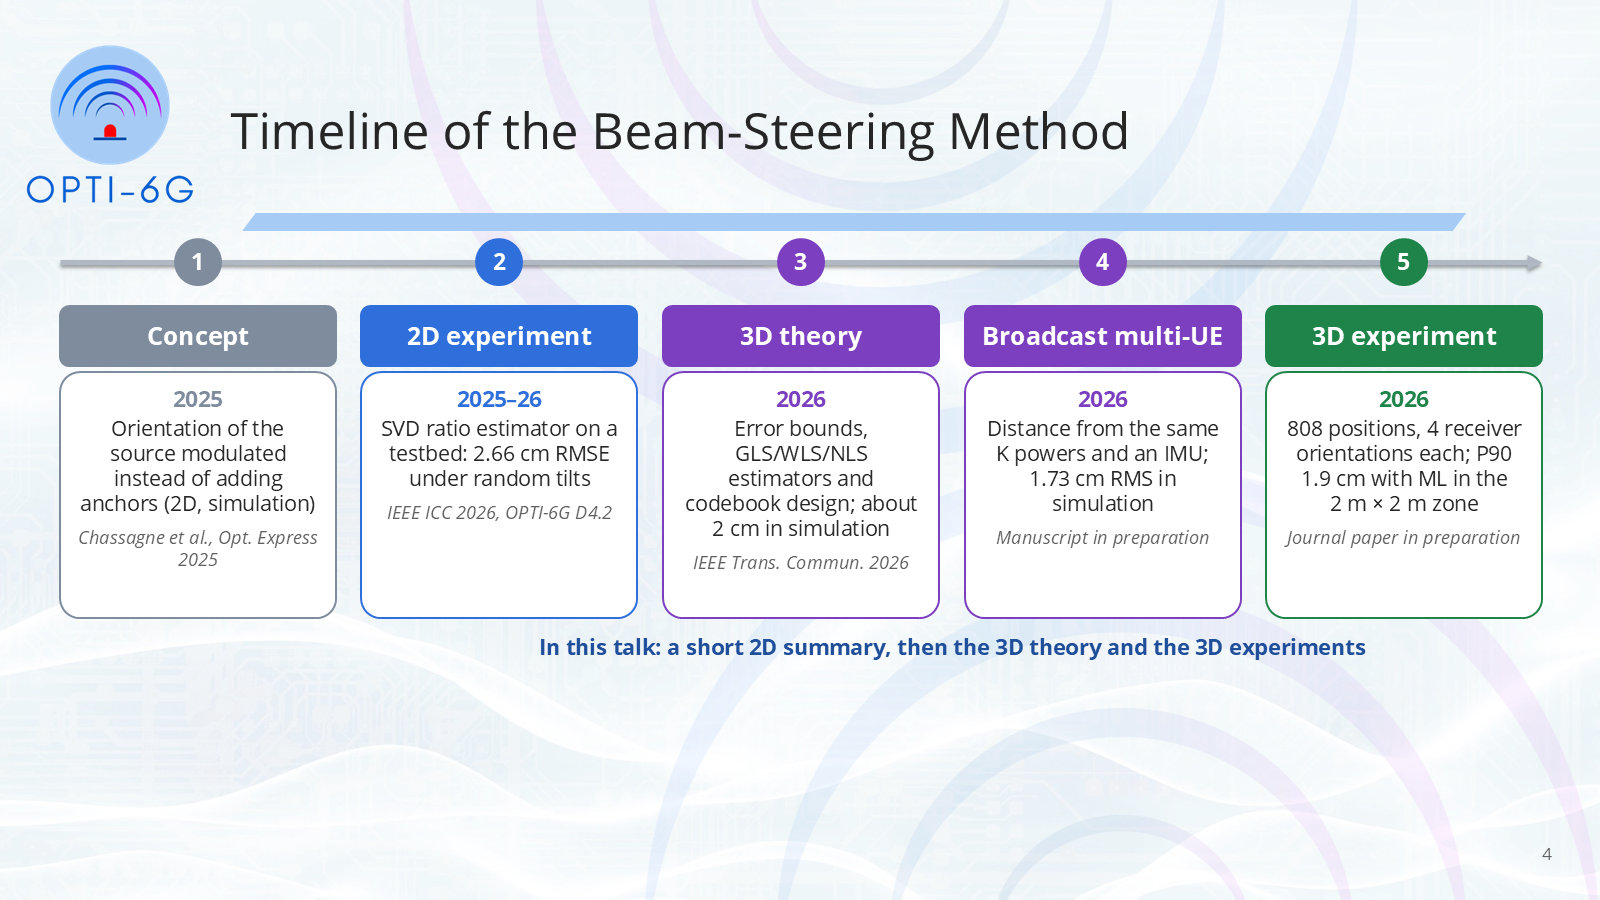 OPTI-6G
Timeline of the Beam-Steering Method
1
2
3
4
5
Concept
2025
Orientation of the
source modulated
instead of adding
anchors (2D, simulation)
Chassagne et al., Opt. Express
2025
2D experiment
2025–26
SVD ratio estimator on a
testbed: 2.66 cm RMSE
under random tilts
IEEE ICC 2026, OPTI-6G D4.2
3D theory
2026
Error bounds,
GLS/WLS/NLS
estimators and
codebook design; about
2 cm in simulation
IEEE Trans. Commun. 2026
Broadcast multi-UE
2026
Distance from the same
K powers and an IMU;
1.73 cm RMS in
simulation
Manuscript in preparation
3D experiment
2026
808 positions, 4 receiver
orientations each; P90
1.9 cm with ML in the
2 m × 2 m zone
Journal paper in preparation
In this talk: a short 2D summary, then the 3D theory and the 3D experiments
4